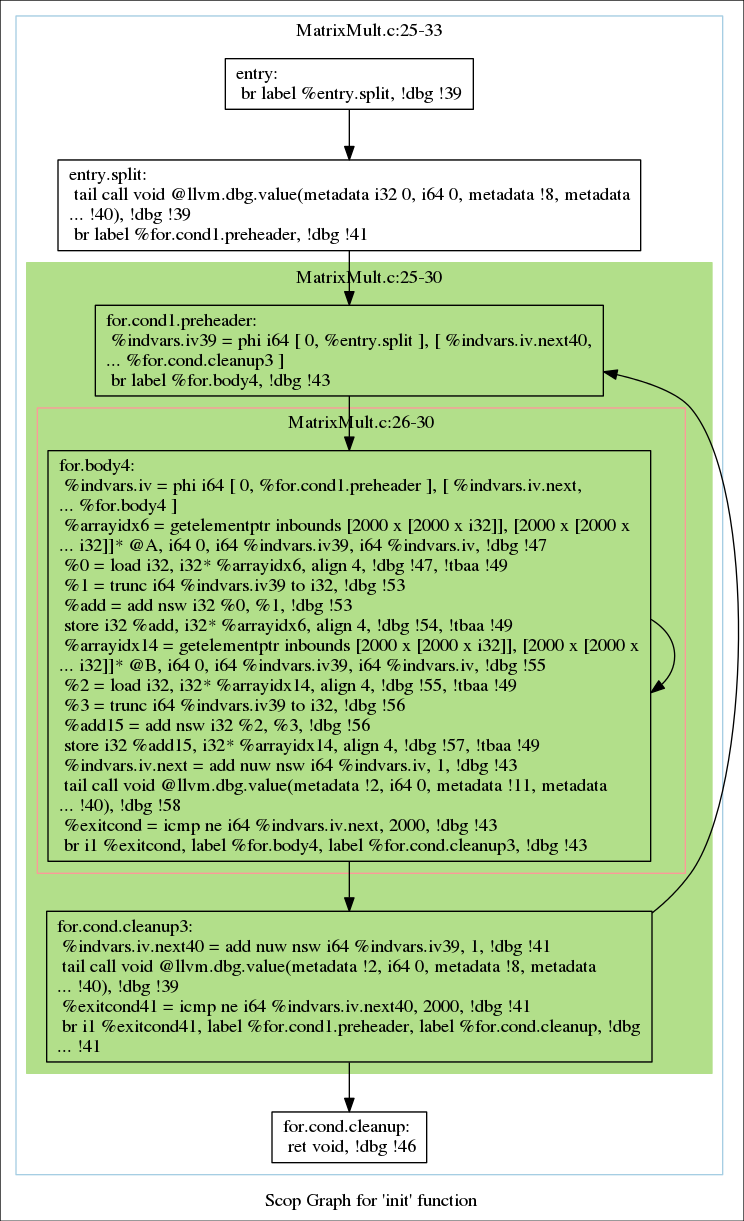 MatrixMult.c:25-33
entry:
br label %entry.split, !dbg !39
entry.split:
tail call void @llvm.dbg.value(metadata i32 0, i64 0, metadata !8, metadata
... !40), !dbg !39
br label %for.cond1.preheader, !dbg !41
MatrixMult.c:25-30
for.cond1.preheader:
%indvars.iv39 = phi i64 [ 0, %entry.split ], [ %indvars.iv.next40,
... %for.cond.cleanup3 ]
br label %for.body4, !dbg !43
MatrixMult.c:26-30
for.body4:
%indvars.iv = phi i64 [ 0, %for.cond1.preheader ], [ %indvars.iv.next,
... %for.body4 ]
%arrayidx6 = getelementptr inbounds [2000 x [2000 x i32]], [2000 x [2000 x
... i32]]* @A, i64 0, i64 %indvars.iv39, i64 %indvars.iv, !dbg !47
%0 = load i32, i32* %arrayidx6, align 4, !dbg !47, !tbaa !49
%1 = trunc i64 %indvars.iv39 to i32, !dbg !53
%add = add nsw i32 %0, %1, !dbg !53
store i32 %add, i32* %arrayidx6, align 4, !dbg !54, !tbaa !49
%arrayidx14 = getelementptr inbounds [2000 x [2000 x i32]], [2000 x [2000 x
... i32]]* @B, i64 0, i64 %indvars.iv39, i64 %indvars.iv, !dbg !55
%2 = load i32, i32* %arrayidx14, align 4, !dbg !55, !tbaa !49
%3 = trunc i64 %indvars.iv39 to i32, !dbg !56
%add15 = add nsw i32 %2, %3, !dbg !56
store i32 %add15, i32* %arrayidx14, align 4, !dbg !57, !tbaa !49
%indvars.iv.next = add nuw nsw i64 %indvars.iv, 1, !dbg !43
tail call void @llvm.dbg.value(metadata !2, i64 0, metadata !11, metadata
... !40), !dbg !58
%exitcond = icmp ne i64 %indvars.iv.next, 2000, !dbg !43
br i1 %exitcond, label %for.body4, label %for.cond.cleanup3, !dbg !43
for.cond.cleanup3:
%indvars.iv.next40 = add nuw nsw i64 %indvars.iv39, 1, !dbg !41
tail call void @llvm.dbg.value(metadata !2, i64 0, metadata !8, metadata
... !40), !dbg !39
%exitcond41 = icmp ne i64 %indvars.iv.next40, 2000, !dbg !41
br i1 %exitcond41, label %for.cond1.preheader, label %for.cond.cleanup, !dbg
... !41
for.cond.cleanup:
ret void, !dbg !46
Scop Graph for 'init' function